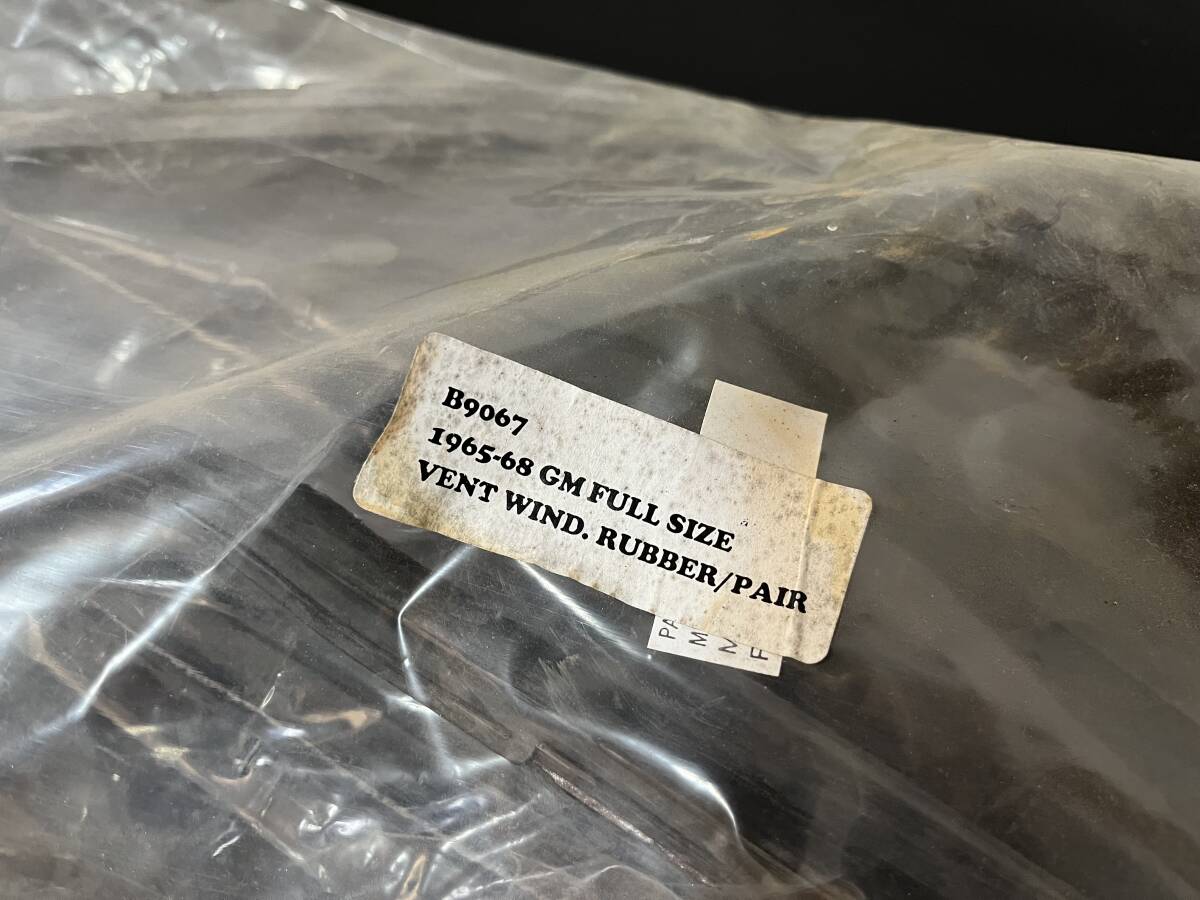 B9067
1965-68 GM FULL SIZE
VENT WIND. RUBBER/PAIR